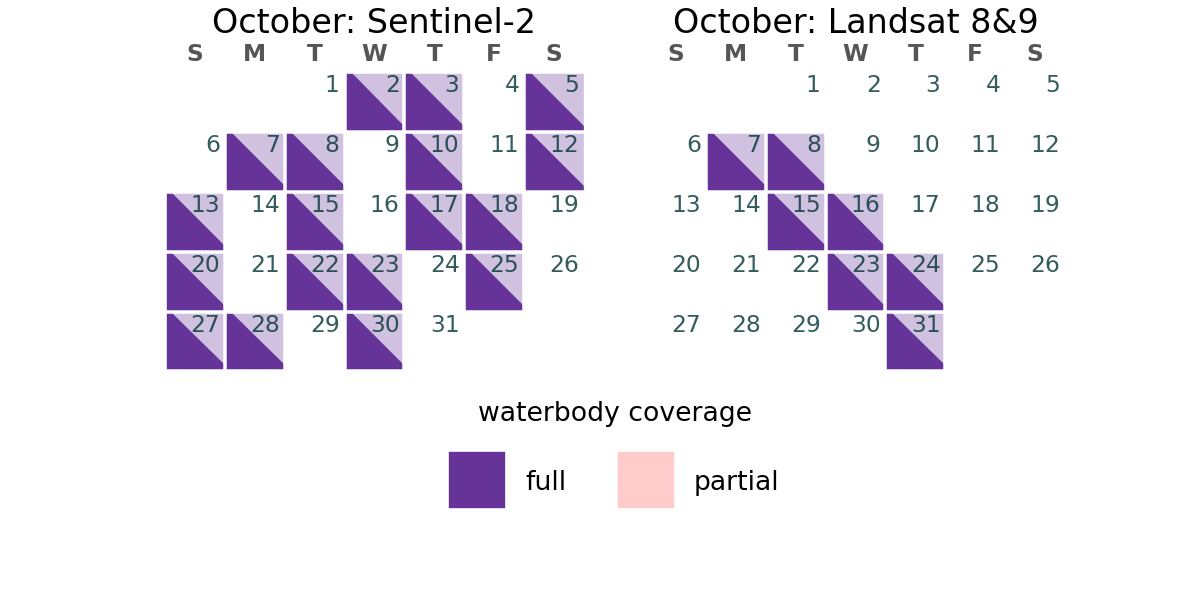 October: Sentinel-2
S M T W T F S
1 2 3 4 5
6 7 8 9 10 11 12
13 14 15 16 17 18 19
20 21 22 23 24 25 26
27 28 29 30 31
October: Landsat 8&9
S M T W T F S
1 2 3 4 5
6 7 8 9 10 11 12
13 14 15 16 17 18 19
20 21 22 23 24 25 26
27 28 29 30 31
waterbody coverage
full partial